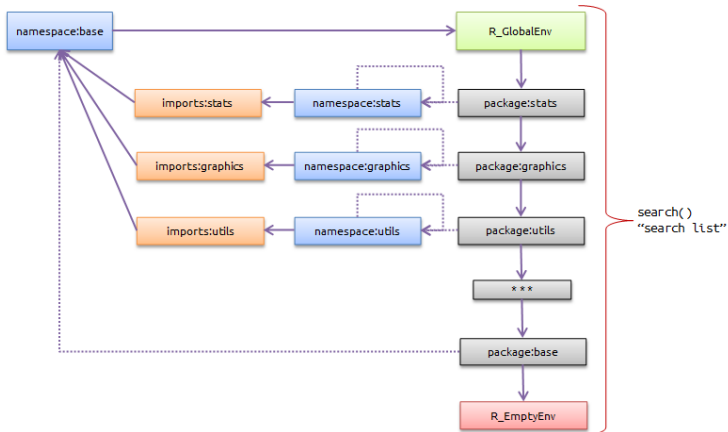 namespace:base
R_GlobalEnv
imports:stats
namespace:stats
package:stats
imports:graphics
namespace:graphics
package:graphics
search()
“search list”
imports:utils
namespace:utils
package:utils
***
package:base
R_EmptyEnv